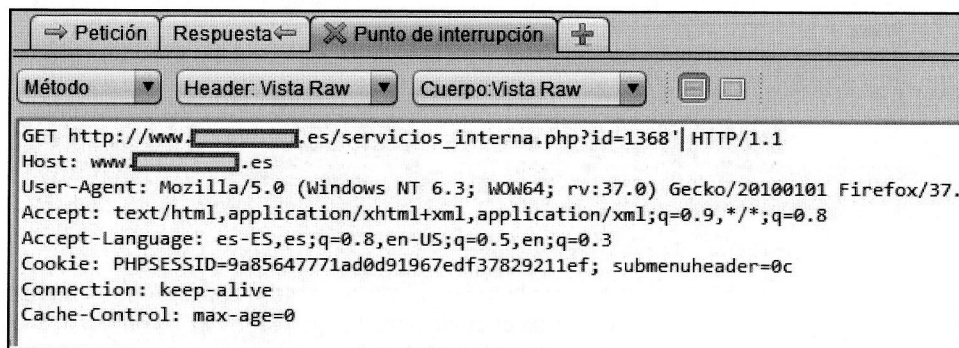 Petición Respuesta Punto de interrupción
Método Header: Vista Raw Cuerpo:Vista Raw
GET http://www. .es/servicios_interna.php?id=1368'| HTTP/1.1
Host: www. .es
User-Agent: Mozilla/5.0 (Windows NT 6.3; WOW64; rv:37.0) Gecko/20100101 Firefox/37.
Accept: text/html,application/xhtml+xml,application/xml;q=0.9,*/*;q=0.8
Accept-Language: es-ES,es;q=0.8,en-US;q=0.5,en;q=0.3
Cookie: PHPSESSID=9a85647771ad0d91967edf37829211ef; submenuheader=0c
Connection: keep-alive
Cache-Control: max-age=0